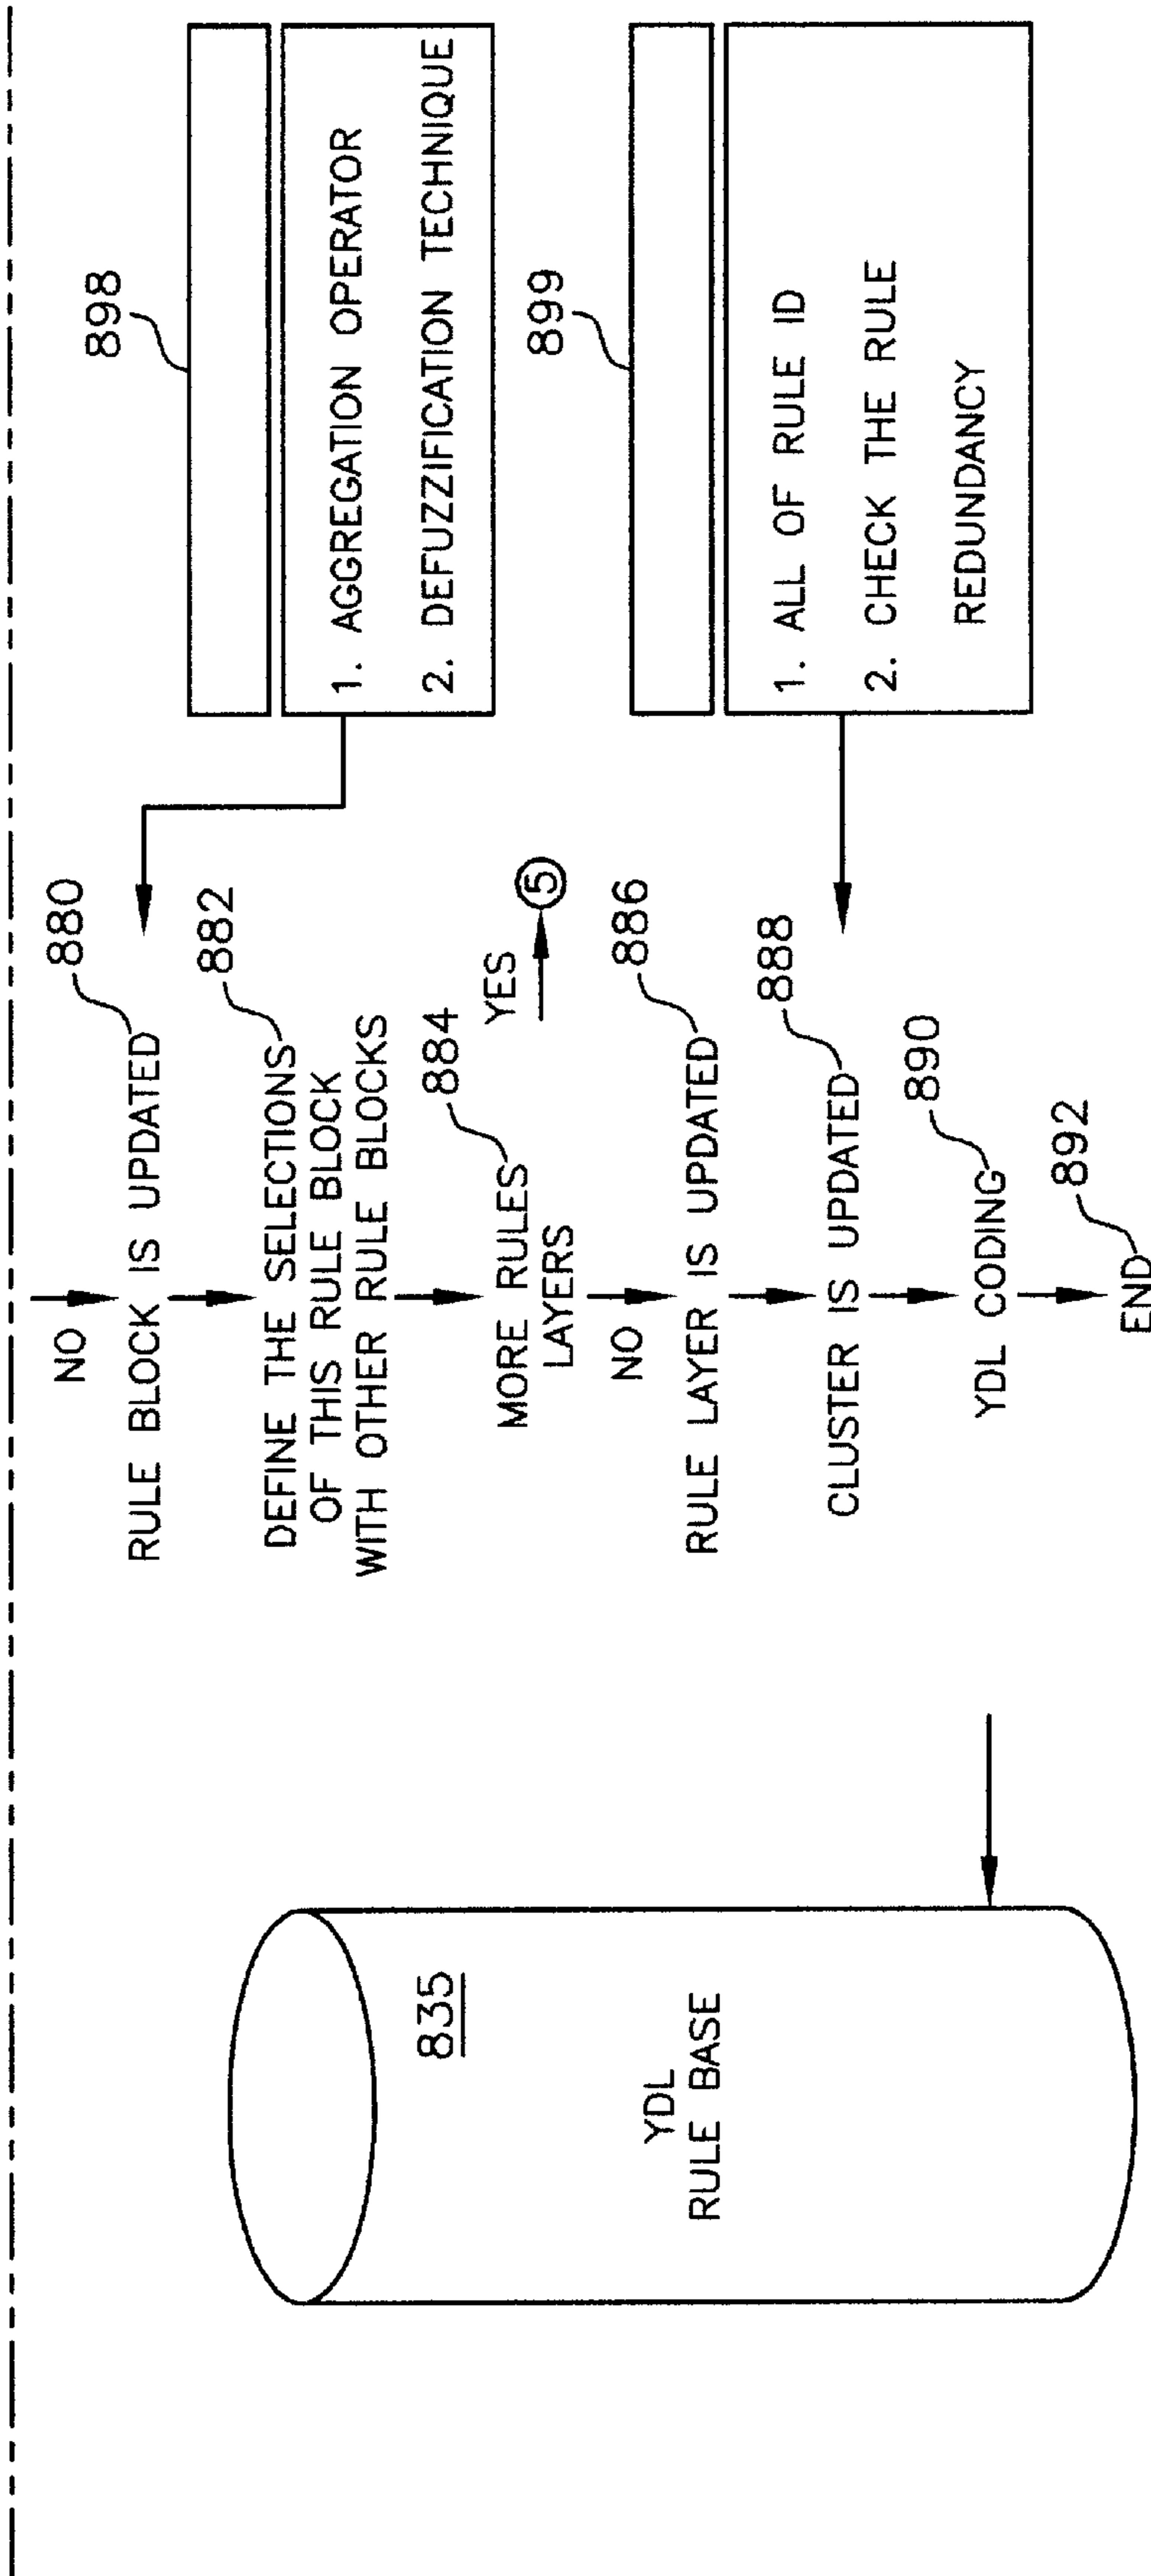 NO
RULE BLOCK IS UPDATED
880
DEFINE THE SELECTIONS
OF THIS RULE BLOCK
WITH OTHER RULE BLOCKS
882
MORE RULES
LAYERS
884
YES
5
NO
RULE LAYER IS UPDATED
886
CLUSTER IS UPDATED
888
YDL CODING
890
END
892
898
1. AGGREGATION OPERATOR
2. DEFUZZIFICATION TECHNIQUE
899
1. ALL OF RULE ID
2. CHECK THE RULE
REDUNDANCY
835
YDL
RULE BASE